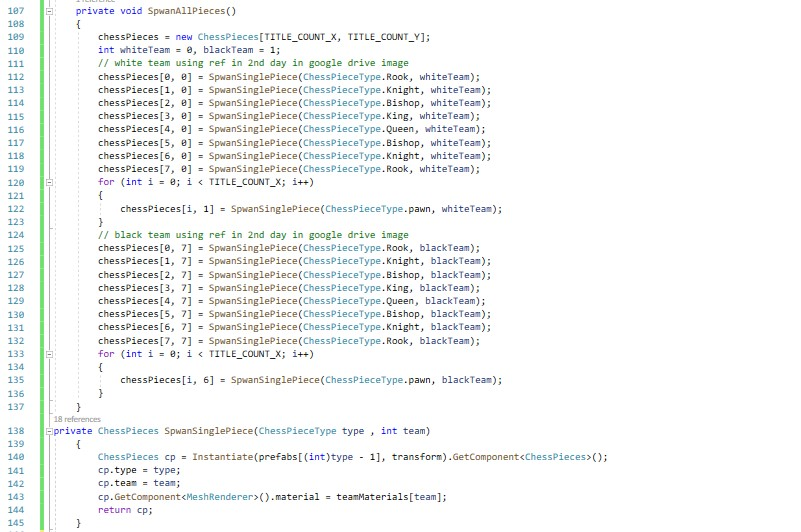 1 reference
107 private void SpwanAllPieces()
108 {
109 chessPieces = new ChessPieces[TITLE_COUNT_X, TITLE_COUNT_Y];
110 int whiteTeam = 0, blackTeam = 1;
111 // white team using ref in 2nd day in google drive image
112 chessPieces[0, 0] = SpwanSinglePiece(ChessPieceType.Rook, whiteTeam);
113 chessPieces[1, 0] = SpwanSinglePiece(ChessPieceType.Knight, whiteTeam);
114 chessPieces[2, 0] = SpwanSinglePiece(ChessPieceType.Bishop, whiteTeam);
115 chessPieces[3, 0] = SpwanSinglePiece(ChessPieceType.King, whiteTeam);
116 chessPieces[4, 0] = SpwanSinglePiece(ChessPieceType.Queen, whiteTeam);
117 chessPieces[5, 0] = SpwanSinglePiece(ChessPieceType.Bishop, whiteTeam);
118 chessPieces[6, 0] = SpwanSinglePiece(ChessPieceType.Knight, whiteTeam);
119 chessPieces[7, 0] = SpwanSinglePiece(ChessPieceType.Rook, whiteTeam);
120 for (int i = 0; i < TITLE_COUNT_X; i++)
121 {
122 chessPieces[i, 1] = SpwanSinglePiece(ChessPieceType.pawn, whiteTeam);
123 }
124 // black team using ref in 2nd day in google drive image
125 chessPieces[0, 7] = SpwanSinglePiece(ChessPieceType.Rook, blackTeam);
126 chessPieces[1, 7] = SpwanSinglePiece(ChessPieceType.Knight, blackTeam);
127 chessPieces[2, 7] = SpwanSinglePiece(ChessPieceType.Bishop, blackTeam);
128 chessPieces[3, 7] = SpwanSinglePiece(ChessPieceType.King, blackTeam);
129 chessPieces[4, 7] = SpwanSinglePiece(ChessPieceType.Queen, blackTeam);
130 chessPieces[5, 7] = SpwanSinglePiece(ChessPieceType.Bishop, blackTeam);
131 chessPieces[6, 7] = SpwanSinglePiece(ChessPieceType.Knight, blackTeam);
132 chessPieces[7, 7] = SpwanSinglePiece(ChessPieceType.Rook, blackTeam);
133 for (int i = 0; i < TITLE_COUNT_X; i++)
134 {
135 chessPieces[i, 6] = SpwanSinglePiece(ChessPieceType.pawn, blackTeam);
136 }
137 }
18 references
138 private ChessPieces SpwanSinglePiece(ChessPieceType type , int team)
139 {
140 ChessPieces cp = Instantiate(prefabs[(int)type - 1], transform).GetComponent<ChessPieces>();
141 cp.type = type;
142 cp.team = team;
143 cp.GetComponent<MeshRenderer>().material = teamMaterials[team];
144 return cp;
145 }